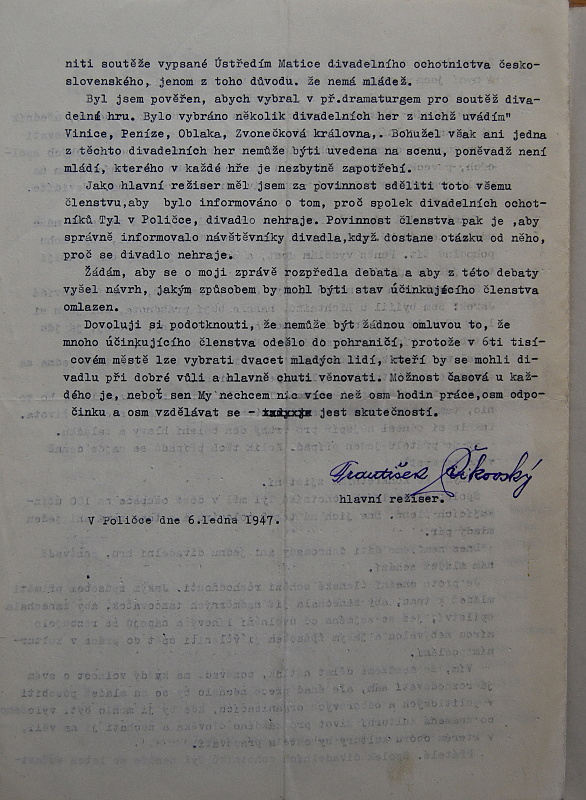 niti soutěže vypsané Ústředím Matice divadelního ochotnictva česko-
slovenského, jenom z toho důvodu. že nemá mládež.
Byl jsem pověřen, abych vybral v př.dramaturgem pro soutěž diva-
delné hru. Bylo vybráno několik divadelních her z nichž uvádím"
Vinice, Peníze, Oblaka, Zvonečková královna,. Bohužel však ani jedna
z těchto divadelních her nemůže býti uvedena na scenu, poněvadž není
mládí, kterého v každé hře je nezbytně zapotřebí.
Jako hlavní režiser měl jsem za povinnost sděliti toto všemu
členstvu,aby bylo informováno o tom, proč spolek divadelních ochot-
níků Tyl v Poličce, divadlo nehraje. Povinnost členstva pak je ,aby
správně informovalo návštěvníky divadla,když dostane otázku od něho,
proč se divadlo nehraje.
Žádám, aby se o moji zprávě rozpředla debata a aby z této debaty
vyšel návrh, jakým způsobem by mohl býti stav účinkujícího členstva
omlazen.
Dovoluji si podotknouti, že nemůže být žádnou omluvou to, že
mnoho účinkujícího členstva odešlo do pohraničí, protože v 6ti tisí-
covém městě lze vybrati dvacet mladých lidí, kteří by se mohli di-
vadlu při dobré vůli a hlavně chuti věnovati. Možnost časová u kaž-
dého je, neboť sen My nechcem nic více než osm hodin práce,osm odpo-
činku a osm vzdělávat se - jest skutečností.
František
hlavní režiser.
V Poličce dne 6.ledna 1947.